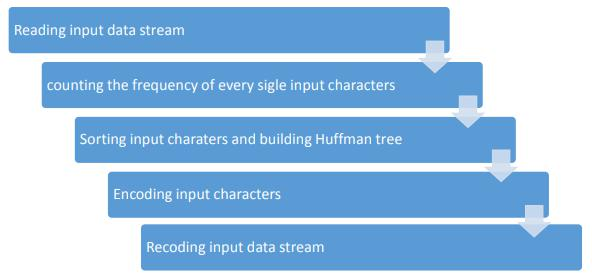 Reading input data stream
counting the frequency of every sigle input characters
Sorting input charaters and building Huffman tree
Encoding input characters
Recoding input data stream